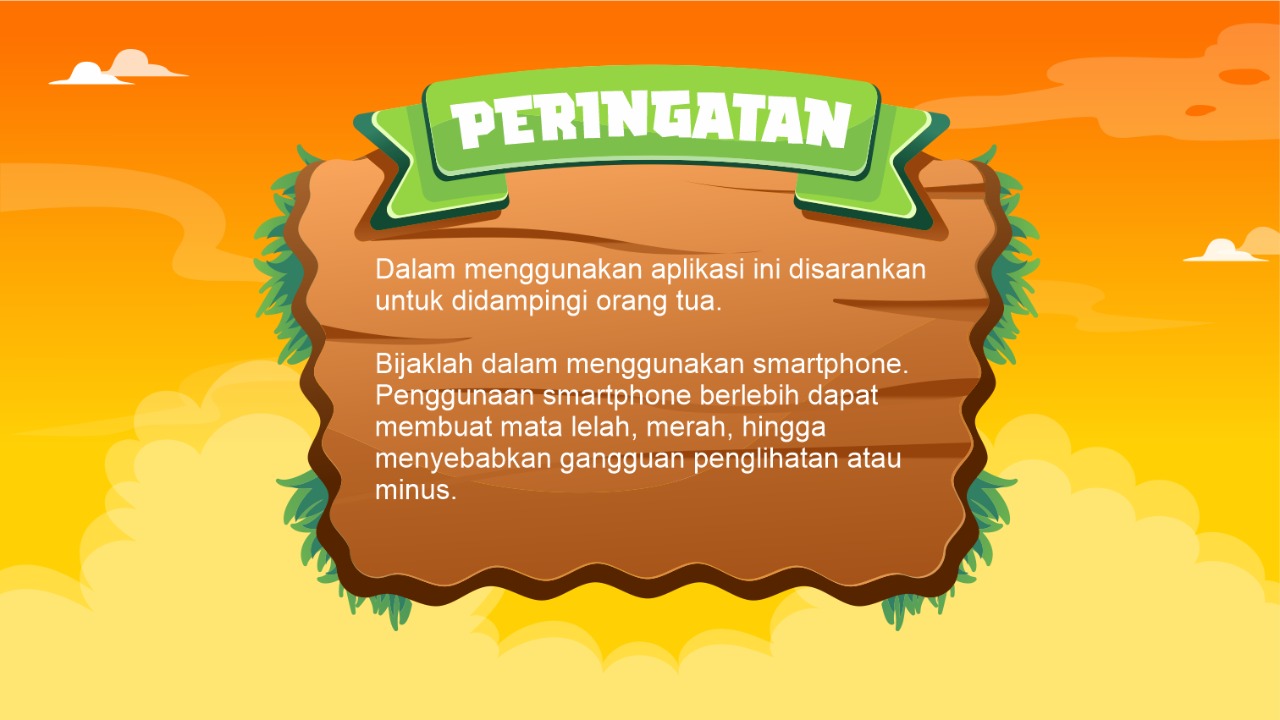 PERINGATAN
Dalam menggunakan aplikasi ini disarankan
untuk didampingi orang tua.
Bijaklah dalam menggunakan smartphone.
Penggunaan smartphone berlebih dapat
membuat mata lelah, merah, hingga
menyebabkan gangguan penglihatan atau
minus.